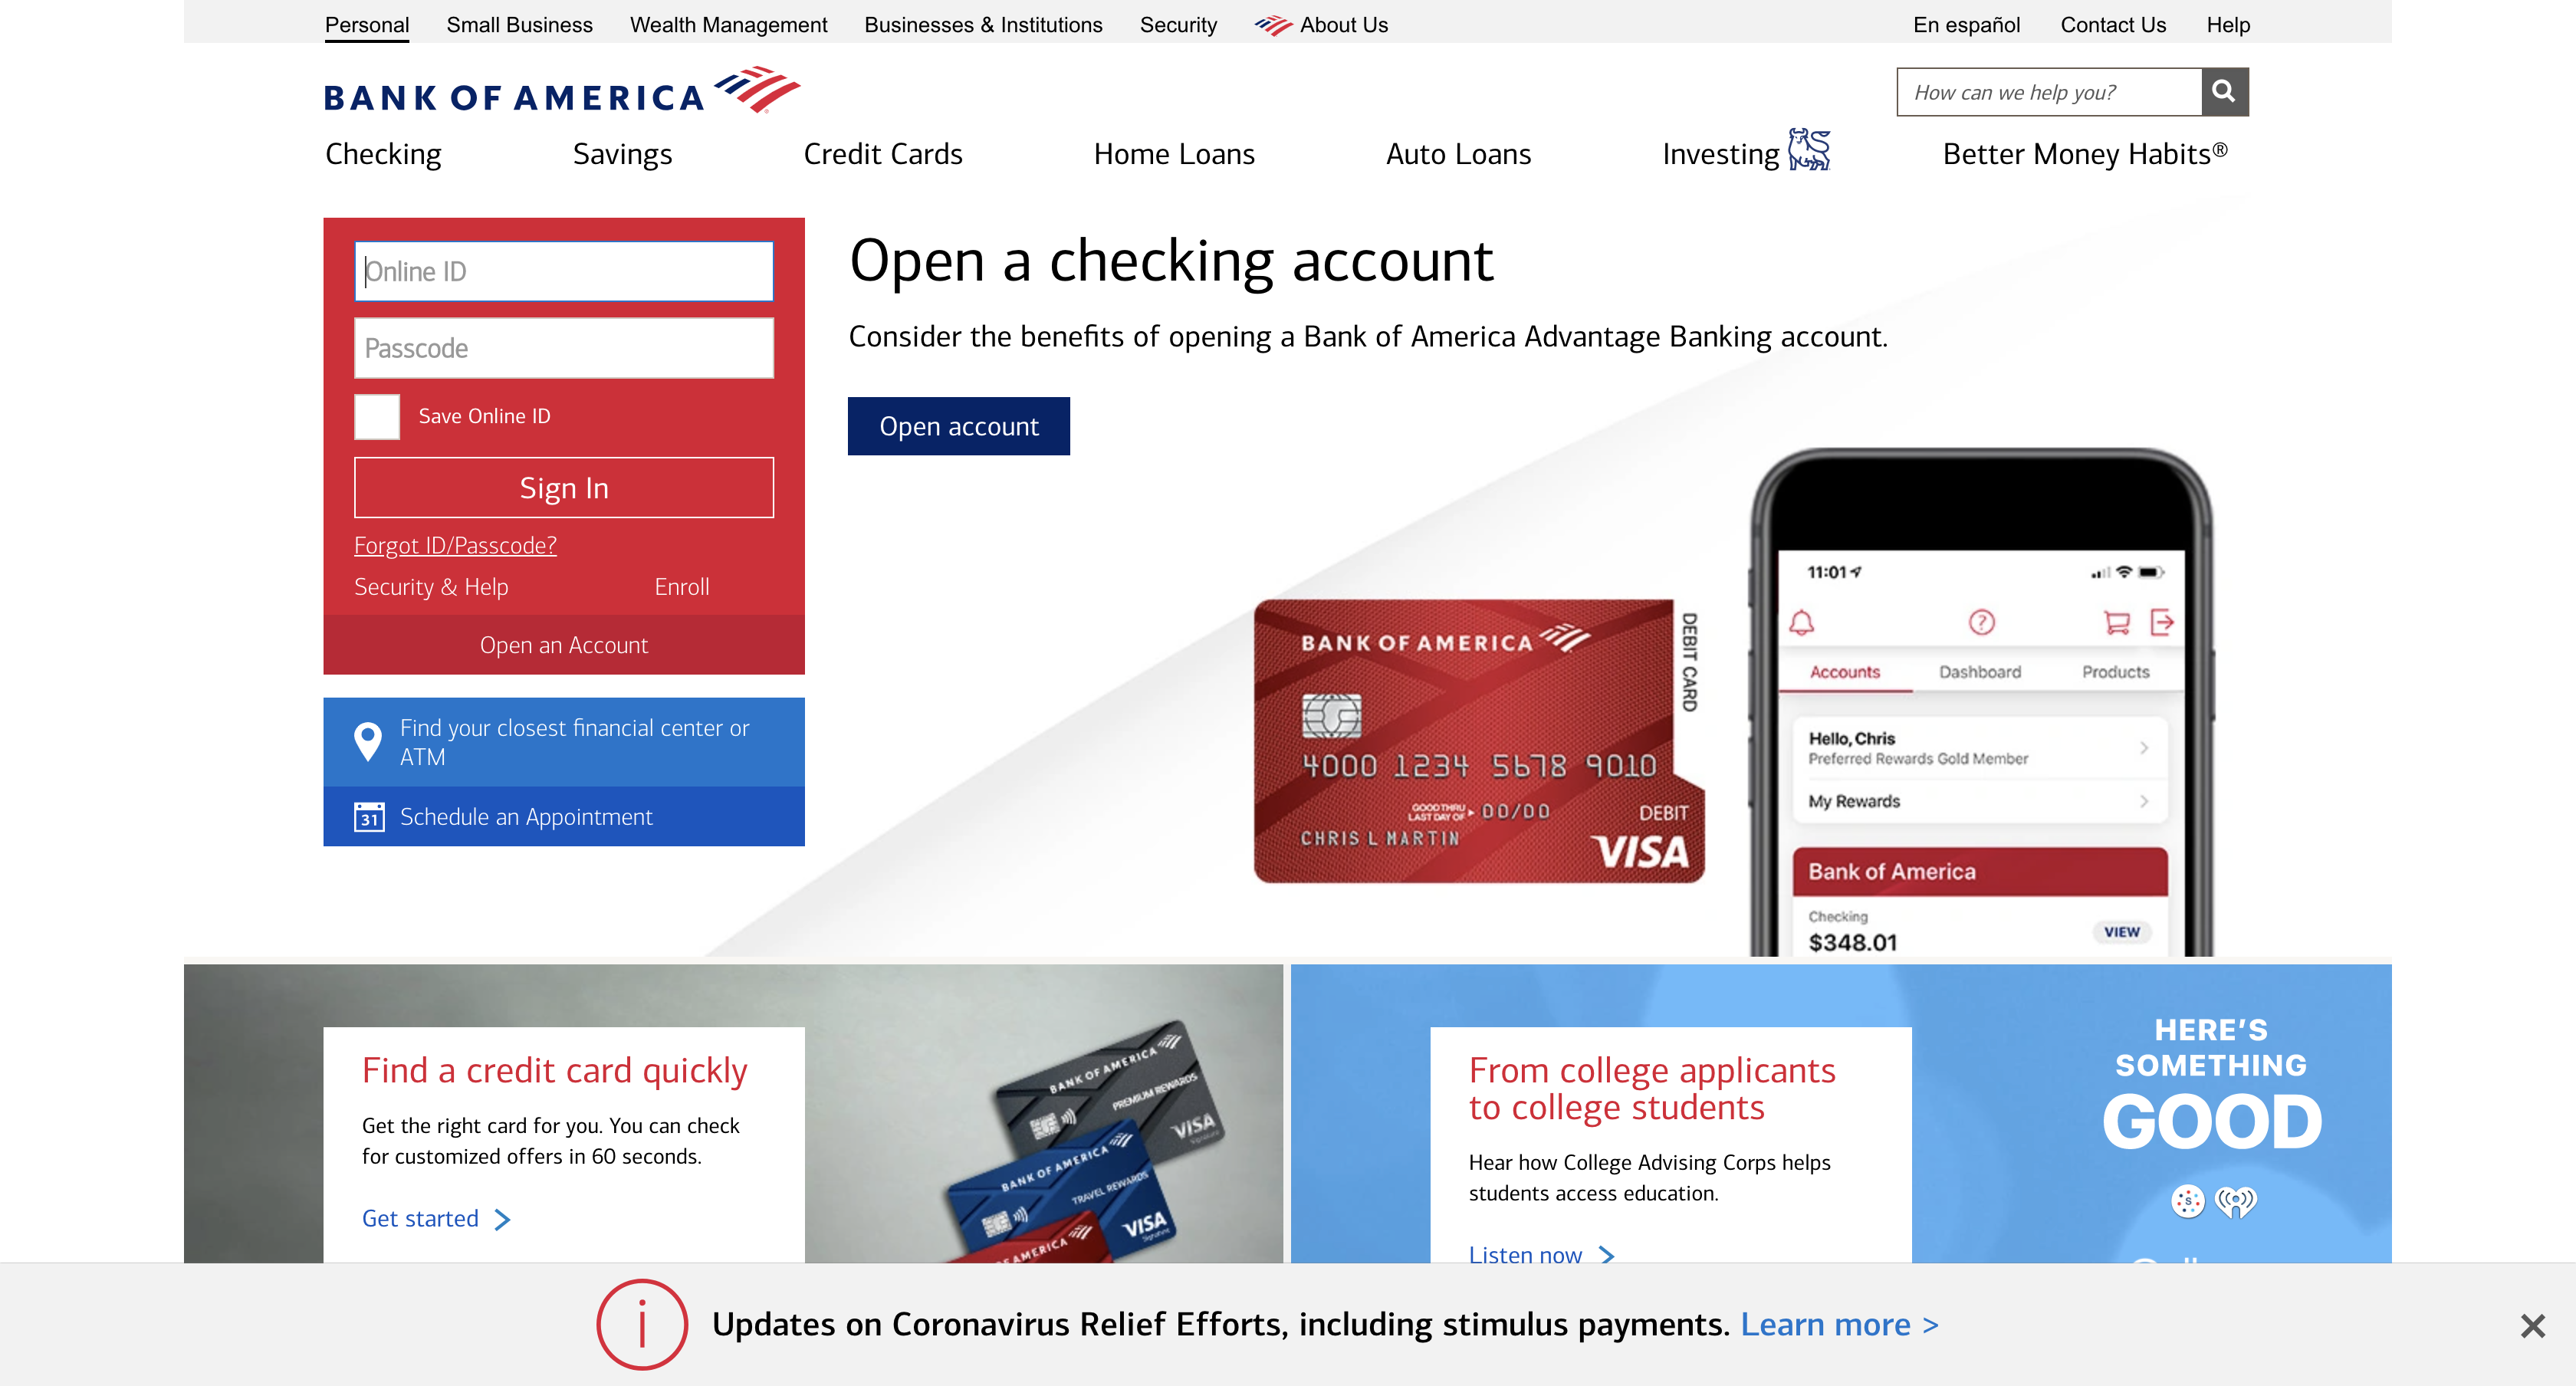 Personal
Small Business
Wealth Management
Businesses & Institutions
Security
About Us
En español
Contact Us
Help
BANK OF AMERICA
How can we help you?
Checking
Savings
Credit Cards
Home Loans
Auto Loans
Investing
Better Money Habits®
Online ID
Passcode
Save Online ID
Sign In
Forgot ID/Passcode?
Security & Help
Enroll
Open an Account
Find your closest financial center or
ATM
31
Schedule an Appointment
Open a checking account
Consider the benefits of opening a Bank of America Advantage Banking account.
Open account
BANK OF AMERICA
DEBIT CARD
4000 1234 5678 9010
GOOD THRU
LAST DAY OF
00/00
DEBIT
CHRIS L MARTIN
VISA
11:01
?
Accounts
Dashboard
Products
Hello, Chris
Preferred Rewards Gold Member
My Rewards
Bank of America
Checking
$348.01
VIEW
Find a credit card quickly
Get the right card for you. You can check
for customized offers in 60 seconds.
Get started
BANK OF AMERICA
PREMIUM REWARDS
VISA
Signature
BANK OF AMERICA
TRAVEL REWARDS
VISA
Signature
AMERICA
From college applicants
to college students
Hear how College Advising Corps helps
students access education.
Listen now
HERE'S
SOMETHING
GOOD
S
i
Updates on Coronavirus Relief Efforts, including stimulus payments. Learn more >